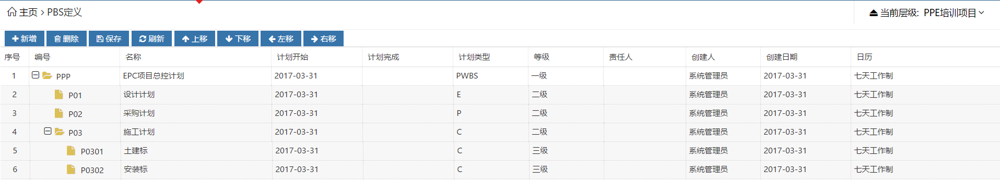 主页 > PBS定义 当前层级: PPE培训项目
新增 删除 保存 刷新 上移 下移 左移 右移
序号 编号 名称 计划开始 计划完成 计划类型 等级 责任人 创建人 创建日期 日历
1 PPP EPC项目总控计划 2017-03-31 PWBS 一级 系统管理员 2017-03-31 七天工作制
2 P01 设计计划 2017-03-31 E 二级 系统管理员 2017-03-31 七天工作制
3 P02 采购计划 2017-03-31 P 二级 系统管理员 2017-03-31 七天工作制
4 P03 施工计划 2017-03-31 C 二级 系统管理员 2017-03-31 七天工作制
5 P0301 土建标 2017-03-31 C 三级 系统管理员 2017-03-31 七天工作制
6 P0302 安装标 2017-03-31 C 三级 系统管理员 2017-03-31 七天工作制